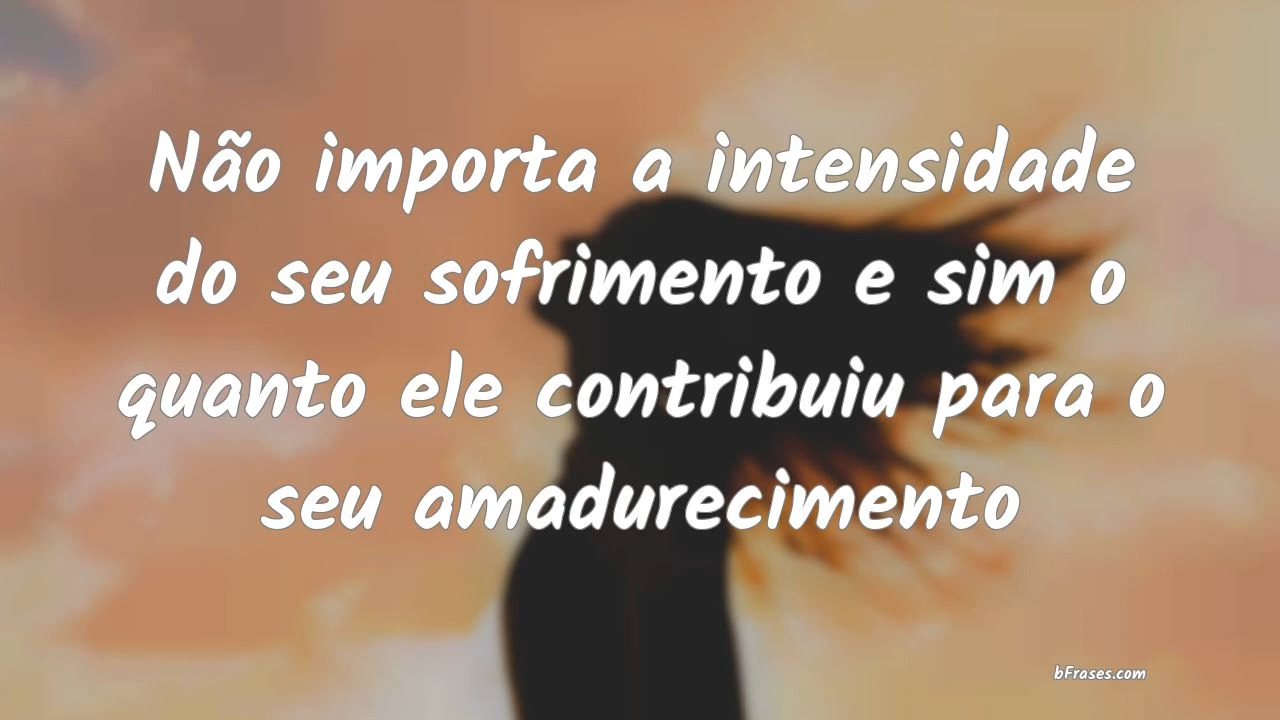 Não importa a intensidade
do seu sofrimento e sim o
quanto ele contribuiu para o
seu amadurecimento
bFrases.com